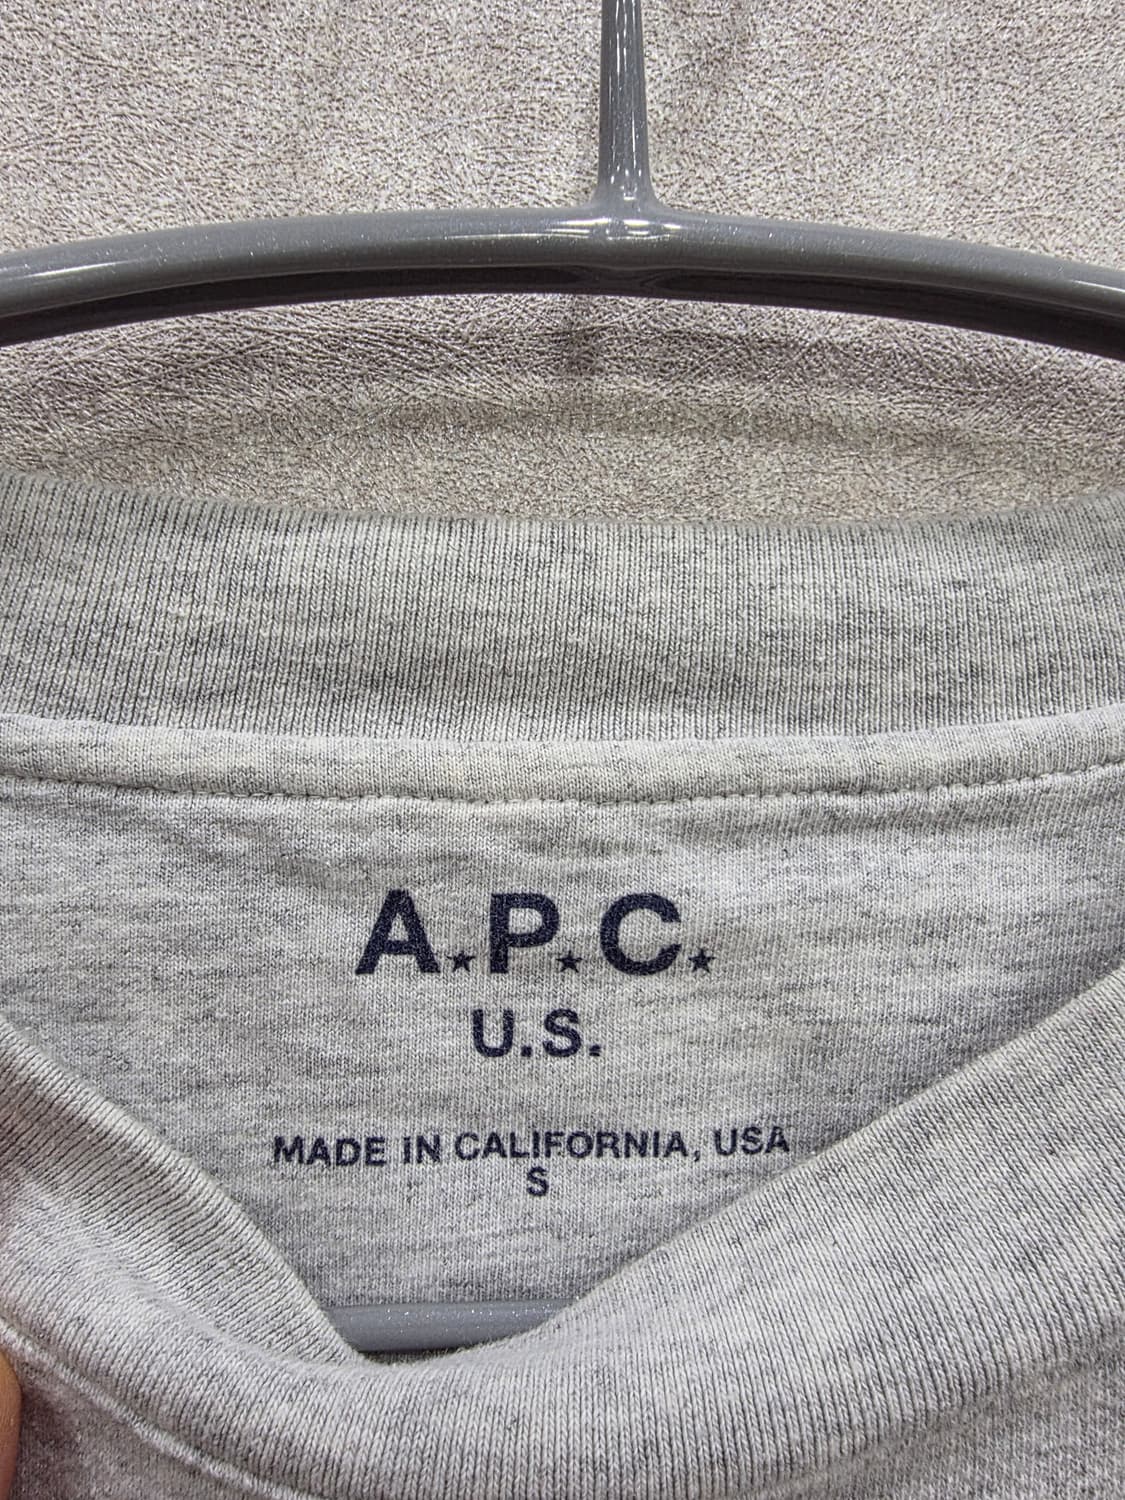 A★P★C★
U.S.
MADE IN CALIFORNIA, USA
S